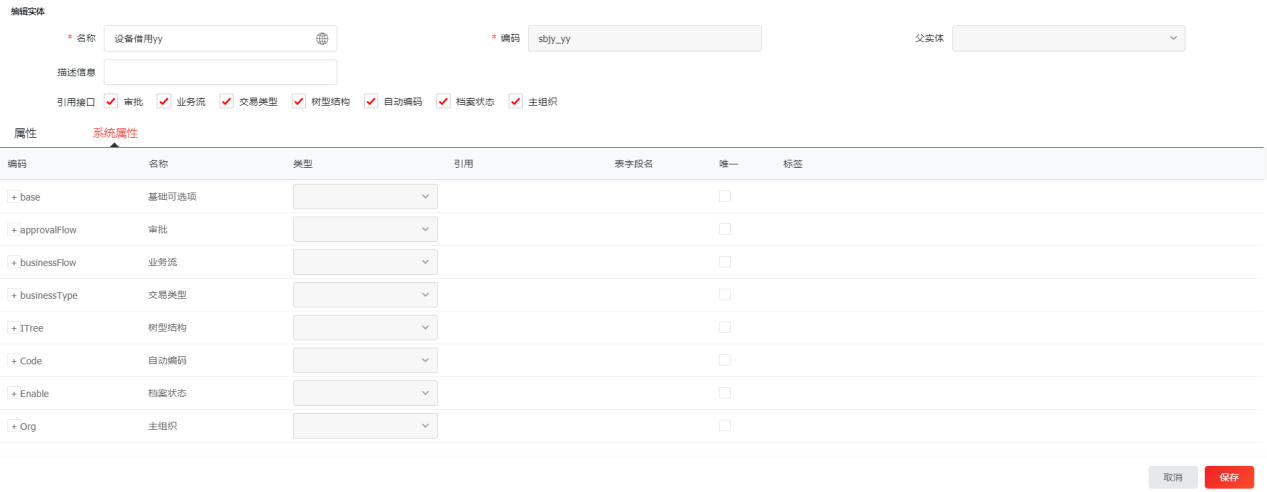 编辑实体
* 名称 设备借用yy * 编码 sbjy_yy 父实体
描述信息
引用接口 审批 业务流 交易类型 树型结构 自动编码 档案状态 主组织
属性 系统属性
编码 名称 类型 引用 表字段名 唯一 标签
+ base 基础可选项
+ approvalFlow 审批
+ businessFlow 业务流
+ businessType 交易类型
+ ITree 树型结构
+ Code 自动编码
+ Enable 档案状态
+ Org 主组织
取消 保存